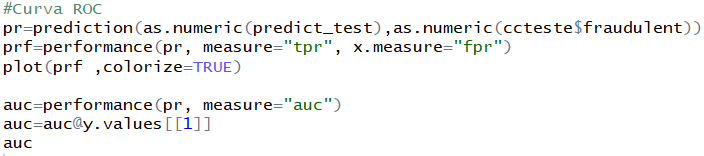 #Curva ROC
pr=prediction(as.numeric(predict_test),as.numeric(ccteste$fraudulent))
prf=performance(pr, measure="tpr", x.measure="fpr")
plot(prf ,colorize=TRUE)
auc=performance(pr, measure="auc")
auc=auc@y.values[[1]]
auc